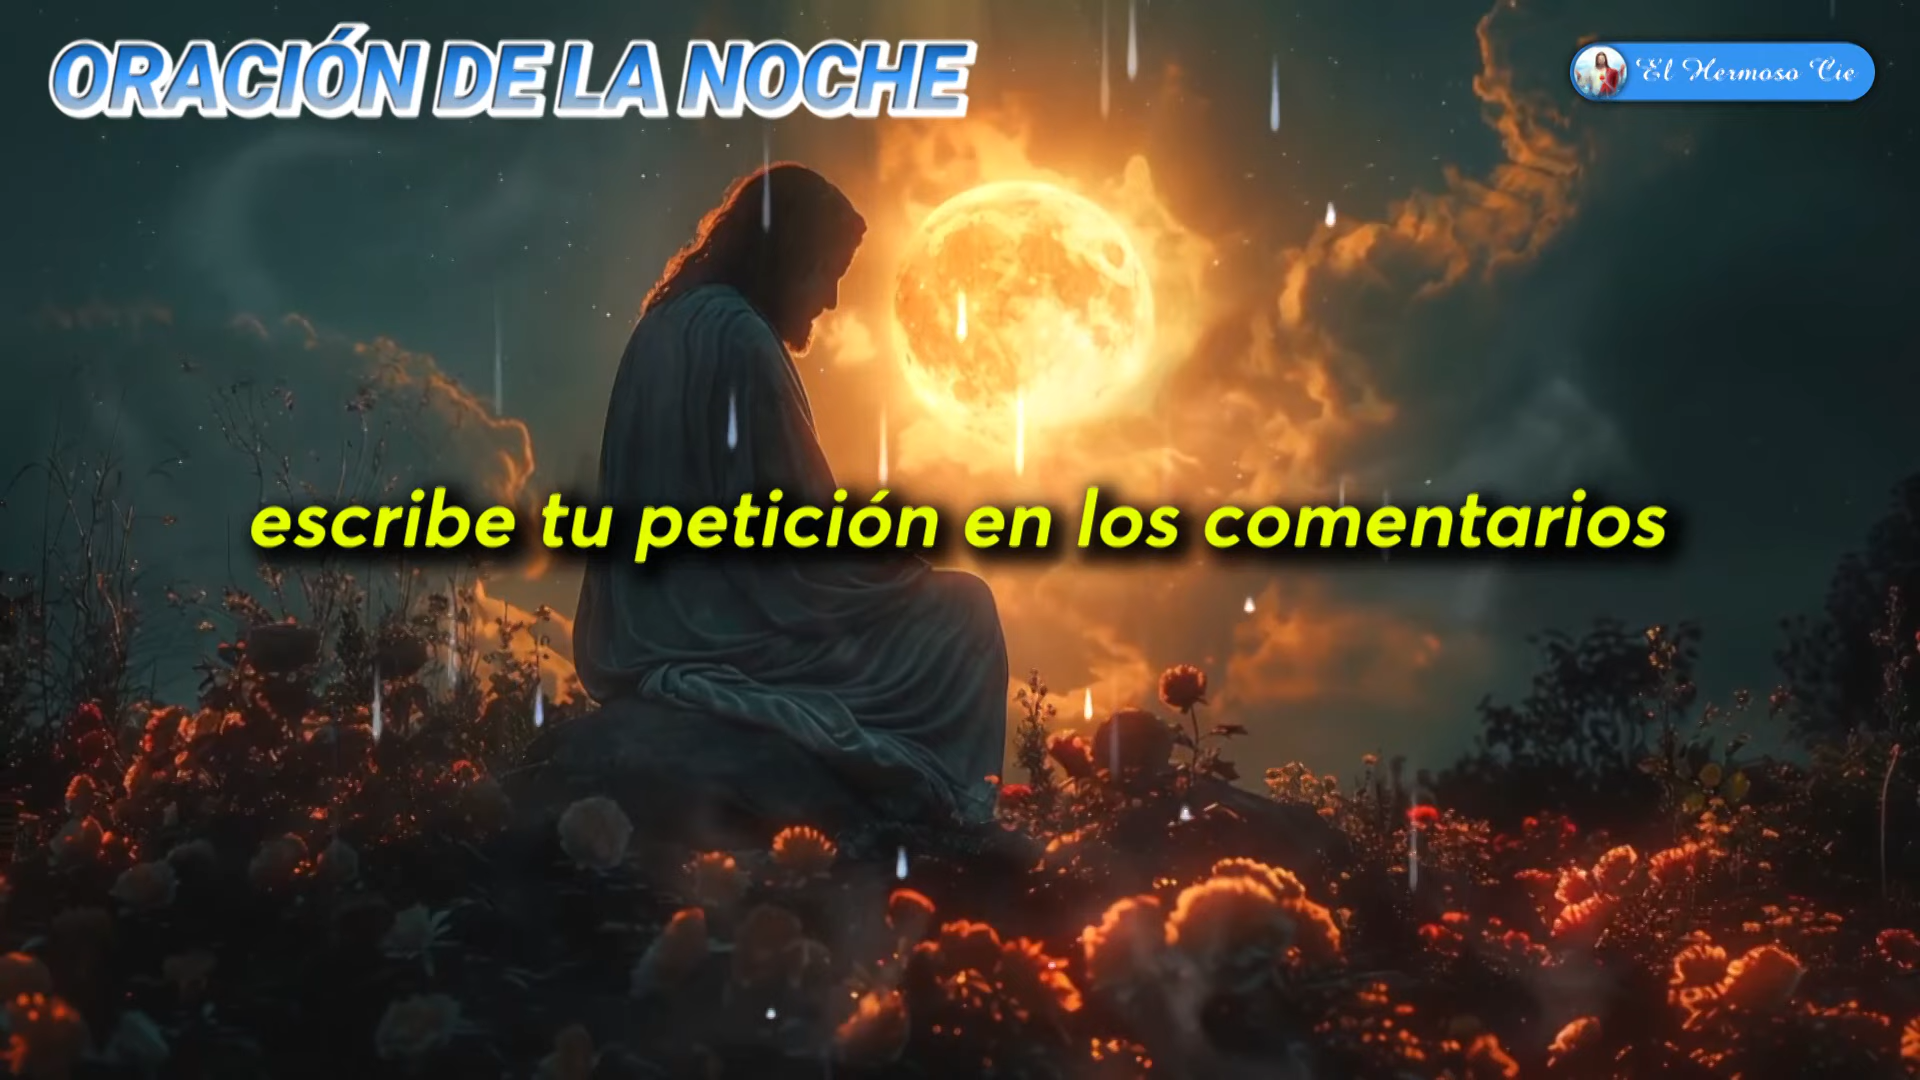 ORACIÓN DE LA NOCHE
El Hermoso Cie
escribe tu petición en los comentarios